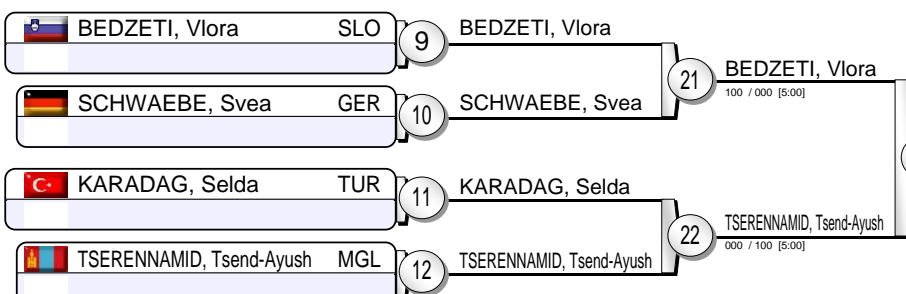 BEDZETI, Vlora SLO
9
BEDZETI, Vlora
SCHWAEBE, Svea GER
10
SCHWAEBE, Svea
21
BEDZETI, Vlora
100 / 000 [5:00]
KARADAG, Selda TUR
11
KARADAG, Selda
TSERENNAMID, Tsend-Ayush MGL
12
TSERENNAMID, Tsend-Ayush
22
TSERENNAMID, Tsend-Ayush
000 / 100 [5:00]